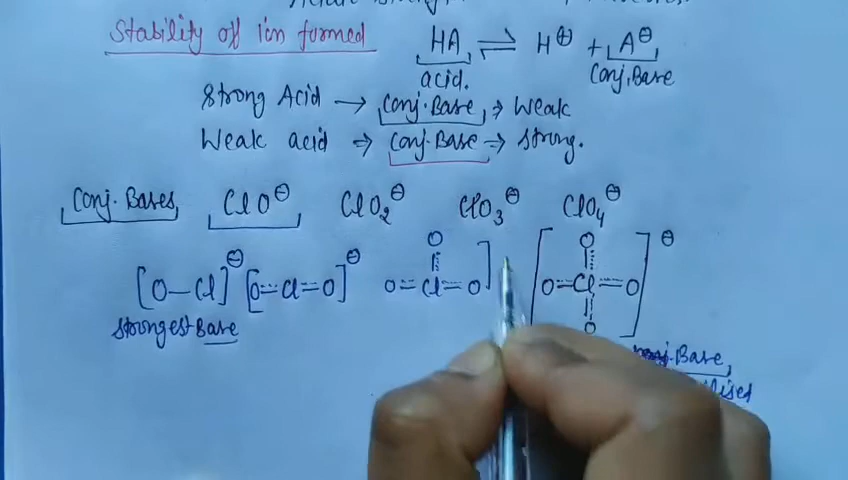 Stability of ion formed
HA ⇌ H⊕ + A⊖
acid. Conj. Base
Strong Acid → Conj. Base → Weak
Weak acid → Conj. Base → Strong.
Conj. Bases ClO⊖ ClO₂⊖ ClO₃⊖ ClO₄⊖
[O—Cl]⊖ [O=Cl=O]⊖ O=Cl=O O ] [O=Cl=O O O]⊖
Strongest Base
Base,